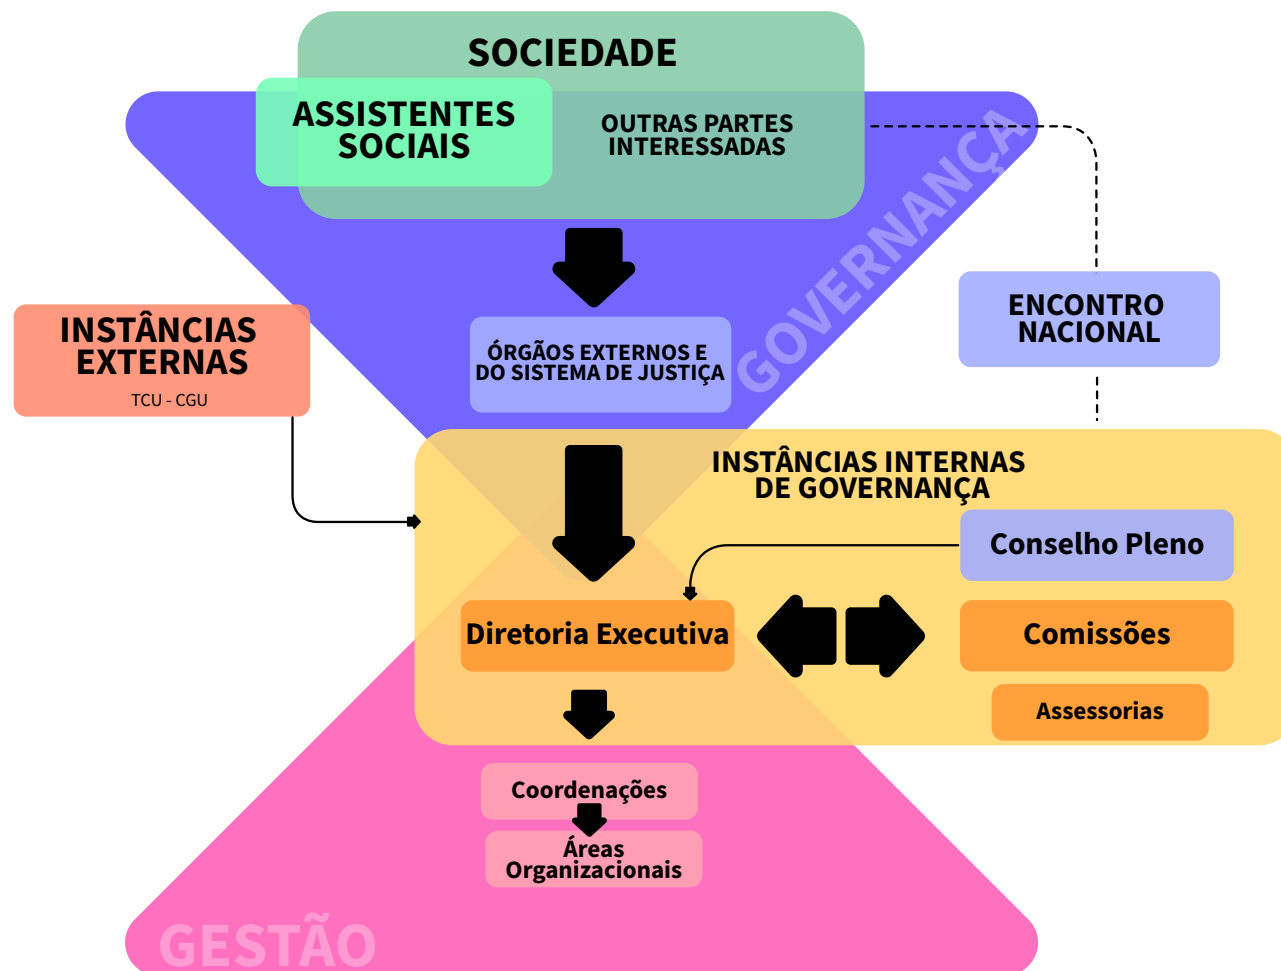 SOCIEDADE
ASSISTENTES
SOCIAIS
OUTRAS PARTES
INTERESSADAS
GOVERNANÇA
INSTÂNCIAS
EXTERNAS
TCU - CGU
ÓRGÃOS EXTERNOS E
DO SISTEMA DE JUSTIÇA
ENCONTRO
NACIONAL
INSTÂNCIAS INTERNAS
DE GOVERNANÇA
Conselho Pleno
Diretoria Executiva
Comissões
Assessorias
Coordenações
Áreas
Organizacionais
GESTÃO